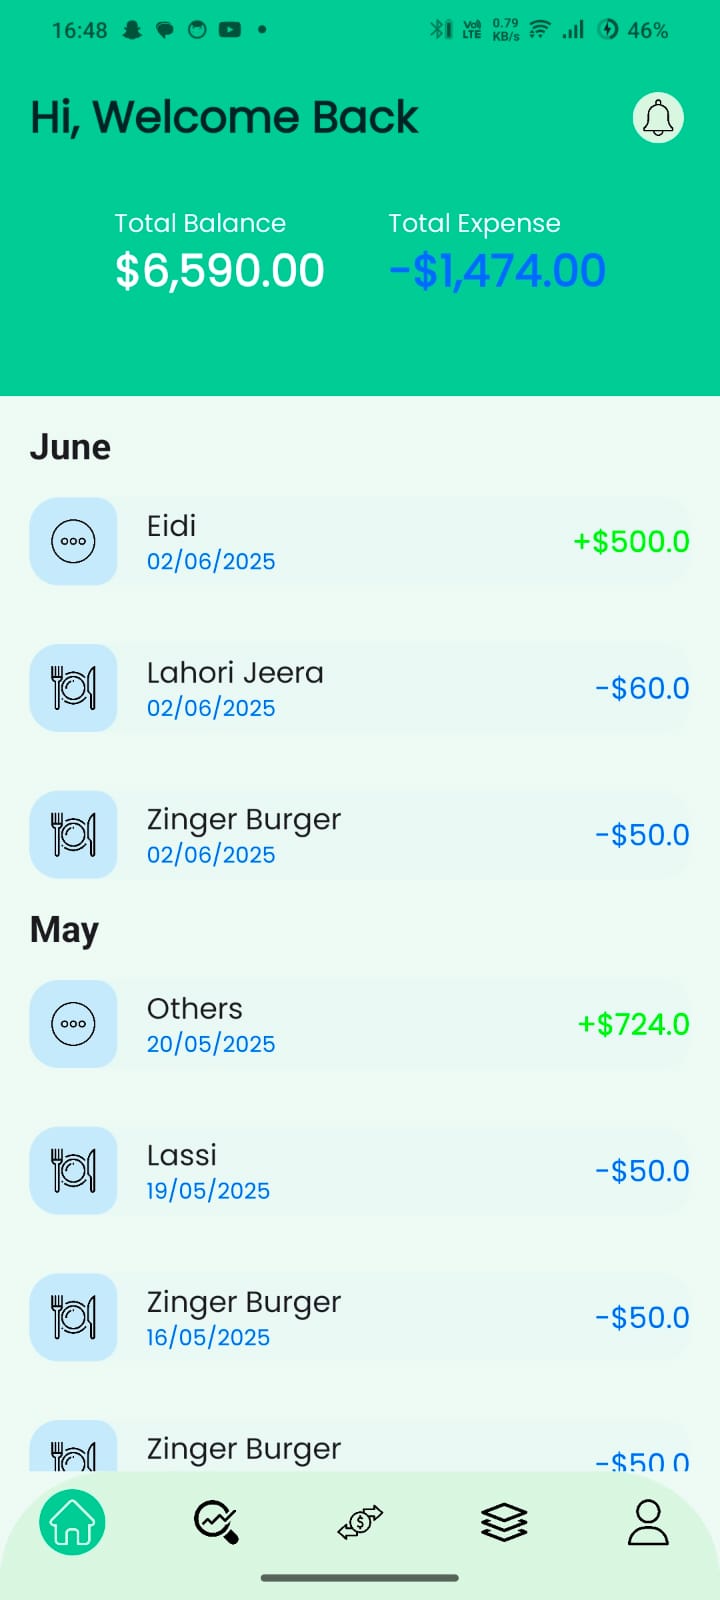 16:48 Vo) LTE 0.79 KB/s 46%
Hi, Welcome Back
Total Balance Total Expense
$6,590.00 -$1,474.00
June
Eidi
02/06/2025
+$500.0
Lahori Jeera
02/06/2025
-$60.0
Zinger Burger
02/06/2025
-$50.0
May
Others
20/05/2025
+$724.0
Lassi
19/05/2025
-$50.0
Zinger Burger
16/05/2025
-$50.0
Zinger Burger
-$50.0
$